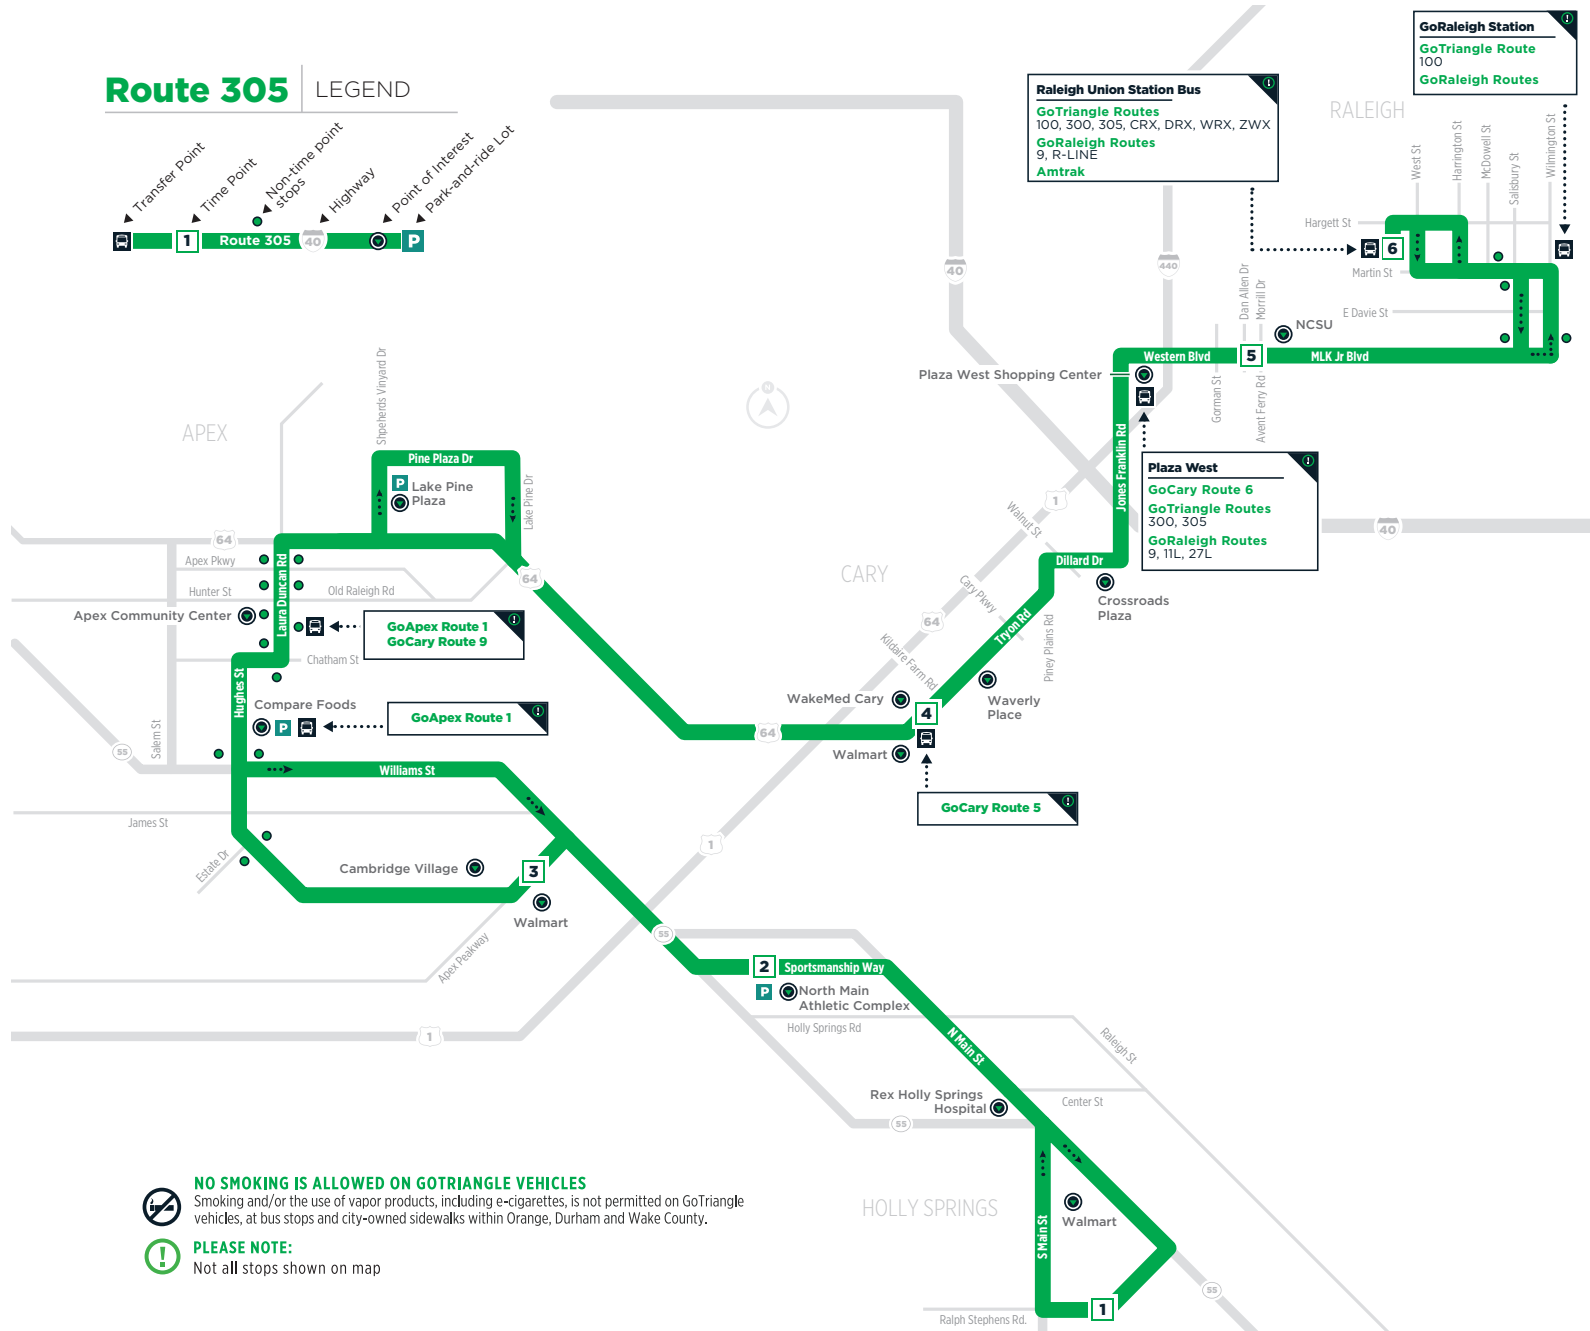 Route 305
LEGEND
Transfer Point
Time Point
Non-time point
stops
Highway
Point of Interest
Park-and-ride Lot
1
Route 305
40
P
GoRaleigh Station
GoTriangle Route
100
GoRaleigh Routes
Raleigh Union Station Bus
GoTriangle Routes
100, 300, 305, CRX, DRX, WRX, ZWX
GoRaleigh Routes
9, R-LINE
Amtrak
RALEIGH
West St
Harrington St
McDowell St
Salisbury St
Wilmington St
Hargett St
6
Martin St
E Davie St
40
440
Dan Allen Dr
Morrill Dr
NCSU
Western Blvd
5
MLK Jr Blvd
Plaza West Shopping Center
Gorman St
Avent Ferry Rd
Jones Franklin Rd
Plaza West
GoCary Route 6
GoTriangle Routes
300, 305
GoRaleigh Routes
9, 11L, 27L
40
N
APEX
Shpeherds Vinyard Dr
Pine Plaza Dr
P
Lake Pine
Plaza
Lake Pine Dr
64
Apex Pkwy
Hunter St
Old Raleigh Rd
Laura Duncan Rd
Apex Community Center
GoApex Route 1
GoCary Route 9
Chatham St
Hughes St
Compare Foods
P
GoApex Route 1
Salem St
55
Williams St
James St
Estate Dr
Cambridge Village
3
Walmart
Apex Peakway
64
CARY
1
Walnut St
Dillard Dr
Crossroads
Plaza
Cary Pkwy
64
Kildaire Farm Rd
Tryon Rd
Piney Plains Rd
WakeMed Cary
4
Waverly
Place
64
Walmart
GoCary Route 5
1
1
55
2
Sportsmanship Way
P
North Main
Athletic Complex
Holly Springs Rd
N Main St
Raleigh St
Rex Holly Springs
Hospital
Center St
55
HOLLY SPRINGS
Walmart
S Main St
1
55
Ralph Stephens Rd.
NO SMOKING IS ALLOWED ON GOTRIANGLE VEHICLES
Smoking and/or the use of vapor products, including e-cigarettes, is not permitted on GoTriangle
vehicles, at bus stops and city-owned sidewalks within Orange, Durham and Wake County.
PLEASE NOTE:
Not all stops shown on map